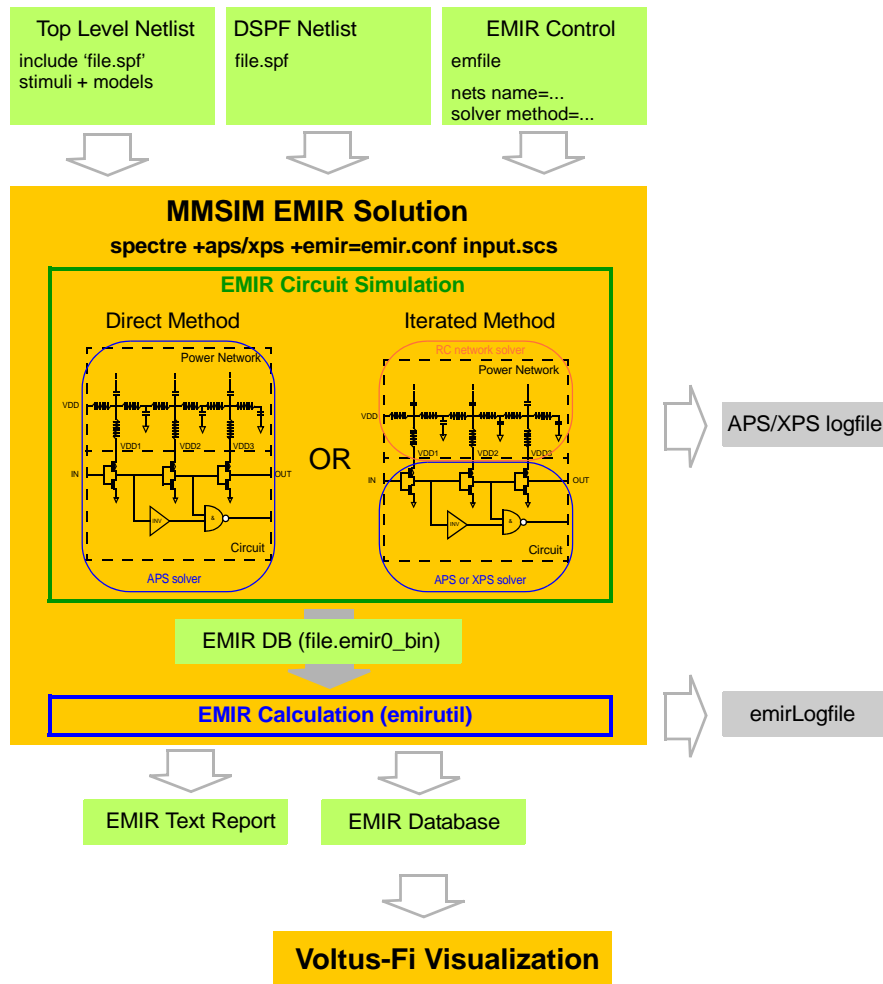 Top Level Netlist
include ‘file.spf’
stimuli + models
DSPF Netlist
file.spf
EMIR Control
emfile
nets name=...
solver method=...
MMSIM EMIR Solution
spectre +aps/xps +emir=emir.conf input.scs
EMIR Circuit Simulation
Direct Method
Power Network
VDD
VDD1
VDD2
VDD3
IN
OUT
INV
&
Circuit
APS solver
OR
Iterated Method
RC network solver
Power Network
VDD
VDD1
VDD2
VDD3
IN
OUT
INV
&
Circuit
APS or XPS solver
APS/XPS logfile
EMIR DB (file.emir0_bin)
EMIR Calculation (emirutil)
emirLogfile
EMIR Text Report
EMIR Database
Voltus-Fi Visualization